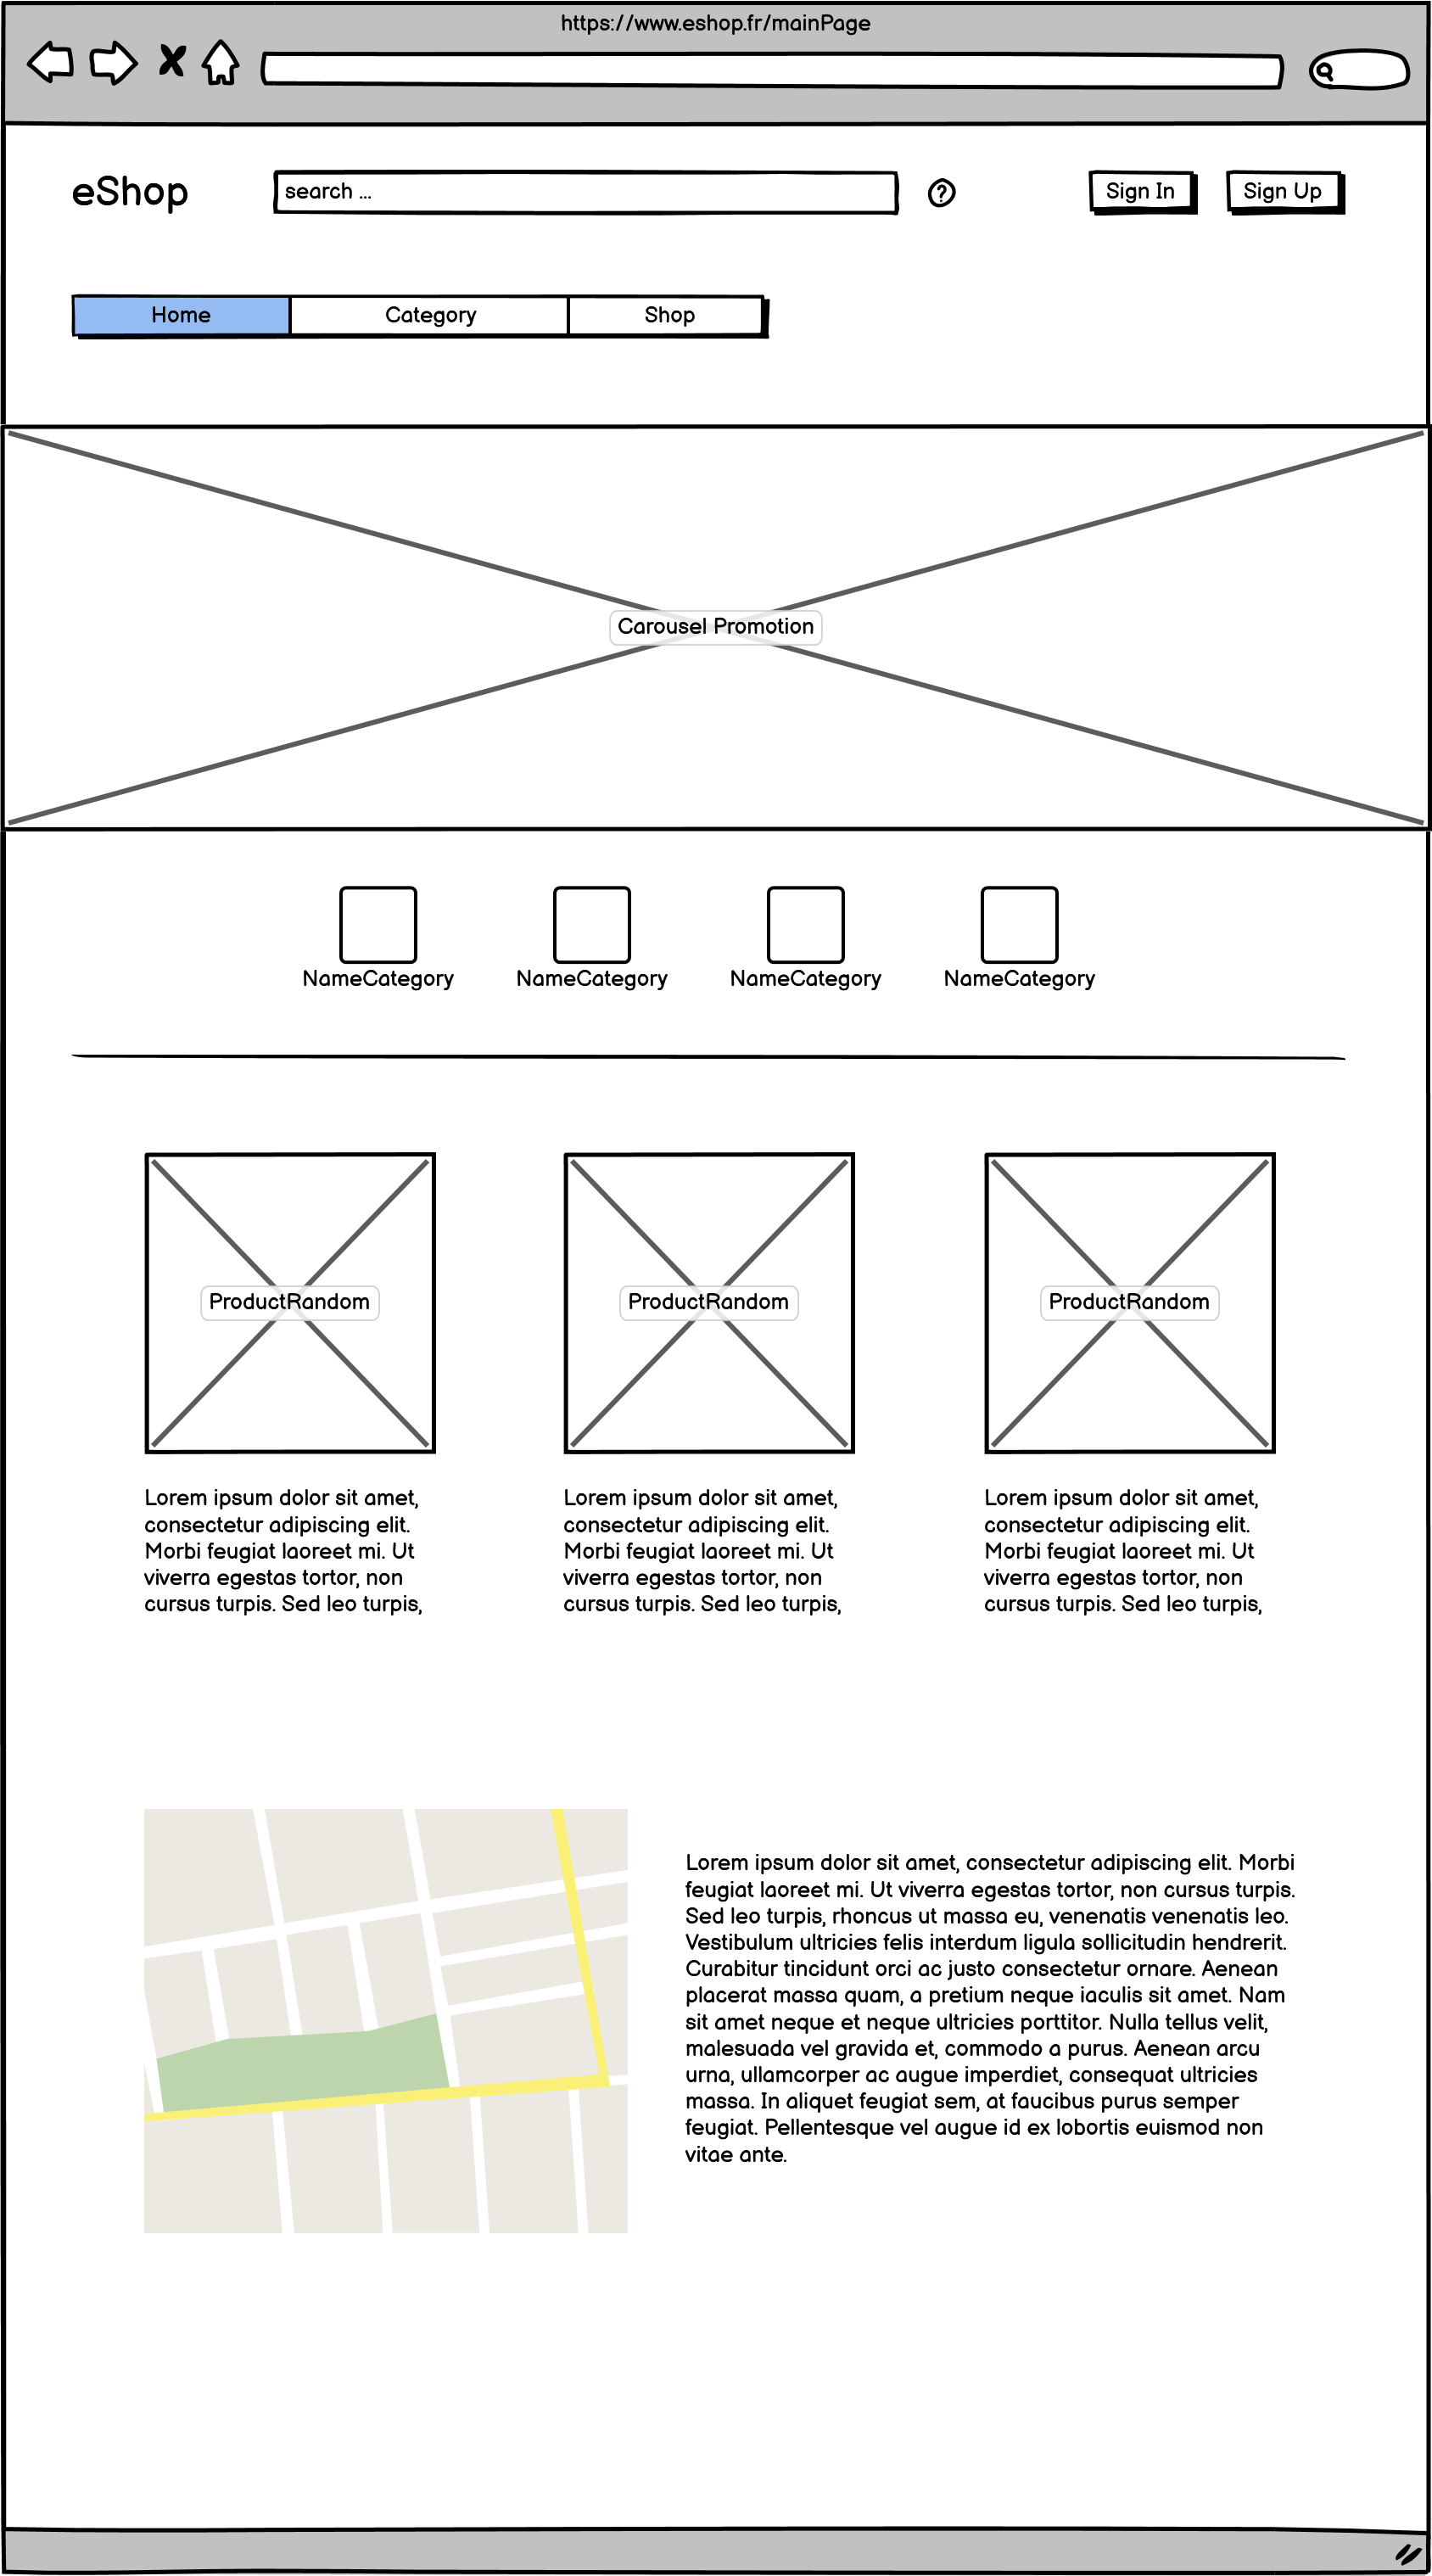 https://www.eshop.fr/mainPage
eShop
search ...
?
Sign In
Sign Up
Home
Category
Shop
Carousel Promotion
NameCategory
NameCategory
NameCategory
NameCategory
ProductRandom
ProductRandom
ProductRandom
Lorem ipsum dolor sit amet,
consectetur adipiscing elit.
Morbi feugiat laoreet mi. Ut
viverra egestas tortor, non
cursus turpis. Sed leo turpis,
Lorem ipsum dolor sit amet,
consectetur adipiscing elit.
Morbi feugiat laoreet mi. Ut
viverra egestas tortor, non
cursus turpis. Sed leo turpis,
Lorem ipsum dolor sit amet,
consectetur adipiscing elit.
Morbi feugiat laoreet mi. Ut
viverra egestas tortor, non
cursus turpis. Sed leo turpis,
Lorem ipsum dolor sit amet, consectetur adipiscing elit. Morbi
feugiat laoreet mi. Ut viverra egestas tortor, non cursus turpis.
Sed leo turpis, rhoncus ut massa eu, venenatis venenatis leo.
Vestibulum ultricies felis interdum ligula sollicitudin hendrerit.
Curabitur tincidunt orci ac justo consectetur ornare. Aenean
placerat massa quam, a pretium neque iaculis sit amet. Nam
sit amet neque et neque ultricies porttitor. Nulla tellus velit,
malesuada vel gravida et, commodo a purus. Aenean arcu
urna, ullamcorper ac augue imperdiet, consequat ultricies
massa. In aliquet feugiat sem, at faucibus purus semper
feugiat. Pellentesque vel augue id ex lobortis euismod non
vitae ante.